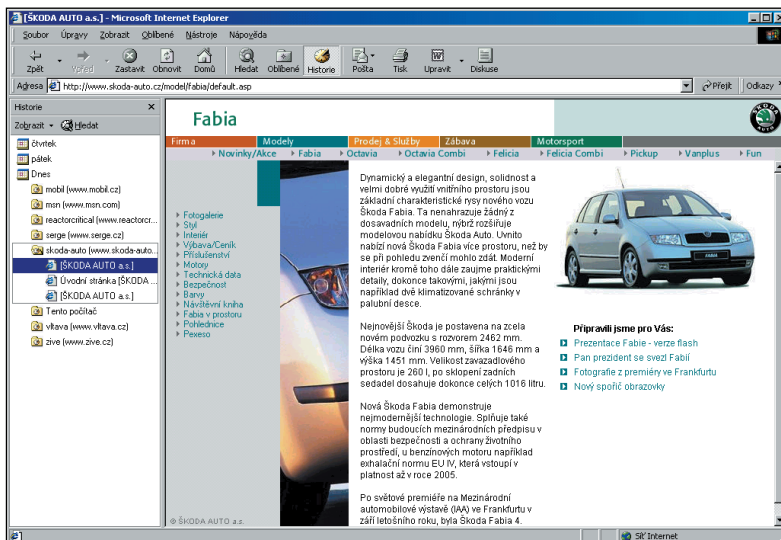 [ŠKODA AUTO a.s.] - Microsoft Internet Explorer
Soubor Úpravy Zobrazit Oblíbené Nástroje Nápověda
Zpět Vpřed Zastavit Obnovit Domů Hledat Oblíbené Historie Pošta Tisk Upravit Diskuse
Adresa http://www.skoda-auto.cz/model/fabia/default.asp Přejít Odkazy
Historie
Zobrazit Hledat
čtvrtek
pátek
Dnes
mobil (www.mobil.cz)
msn (www.msn.com)
reactorcritical (www.reactorcr...
serge (www.serge.cz)
skoda-auto (www.skoda-auto...
[ŠKODA AUTO a.s.]
Úvodní stránka [ŠKODA ...
[ŠKODA AUTO a.s.]
Tento počítač
vltava (www.vltava.cz)
zive (www.zive.cz)
Fabia
Firma Modely Prodej & Služby Zábava Motorsport
Novinky/Akce Fabia Octavia Octavia Combi Felicia Felicia Combi Pickup Vanplus Fun
Fotogalerie
Styl
Interiér
Výbava/Ceník
Příslušenství
Motory
Technická data
Bezpečnost
Barvy
Návštěvní kniha
Fabia v prostoru
Pohlednice
Pexeso
© ŠKODA AUTO a.s.
Dynamický a elegantní design, solidnost a
velmi dobré využití vnitřního prostoru jsou
základní charakteristické rysy nového vozu
Škoda Fabia. Ta nenahrazuje žádný z
dosavadních modelu, nýbrž rozšiřuje
modelovou nabídku Škoda Auto. Uvnito
nabízí nová Škoda Fabia více prostoru, než by
se při pohledu zvenčí mohlo zdát. Moderní
interiér kromě toho dále zaujme praktickými
detaily, dokonce takovými, jakými jsou
například dvě klimatizované schránky v
palubní desce.
Nejnovější Škoda je postavena na zcela
novém podvozku s rozvorem 2462 mm.
Délka vozu činí 3960 mm, šířka 1646 mm a
výška 1451 mm. Velikost zavazadlového
prostoru je 260 l, po sklopení zadních
sedadel dosahuje dokonce celých 1016 litru.
Nová Škoda Fabia demonstruje
nejmodernější technologie. Splňuje také
normy budoucích mezinárodních předpisu v
oblasti bezpečnosti a ochrany životního
prostředí, u benzínových motoru například
exhalační normu EU IV, která vstoupí v
platnost až v roce 2005.
Po světové premiéře na Mezinárodní
automobilové výstavě (IAA) ve Frankfurtu v
září letošního roku, byla Škoda Fabia 4.
Připravili jsme pro Vás:
Prezentace Fabie - verze flash
Pan prezident se svezl Fabií
Fotografie z premiéry ve Frankfurtu
Nový spořič obrazovky
Síť Internet